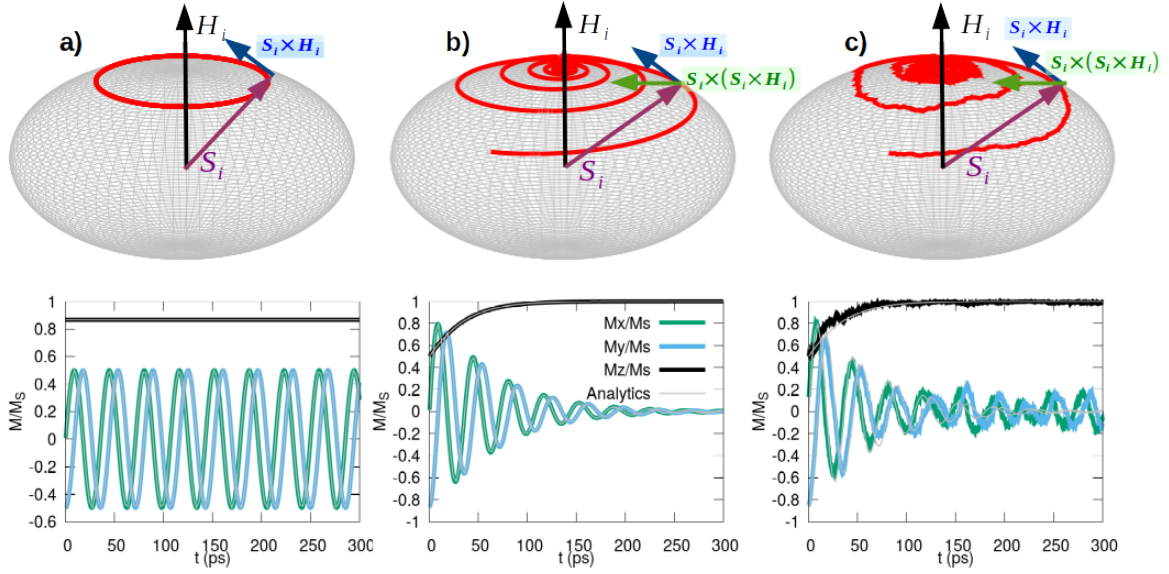 a)
H_i
S_i×H_i
S_i
b)
H_i
S_i×H_i
S_i×(S_i×H_i)
S_i
c)
H_i
S_i×H_i
S_i×(S_i×H_i)
S_i
M/M_S
1
0.8
0.6
0.4
0.2
0
-0.2
-0.4
-0.6
0 50 100 150 200 250 300
t (ps)
M/M_S
1
0.8
0.6
0.4
0.2
0
-0.2
-0.4
-0.6
-0.8
-1
Mx/Ms
My/Ms
Mz/Ms
Analytics
0 50 100 150 200 250 300
t (ps)
M/M_S
1
0.8
0.6
0.4
0.2
0
-0.2
-0.4
-0.6
-0.8
-1
0 50 100 150 200 250 300
t (ps)